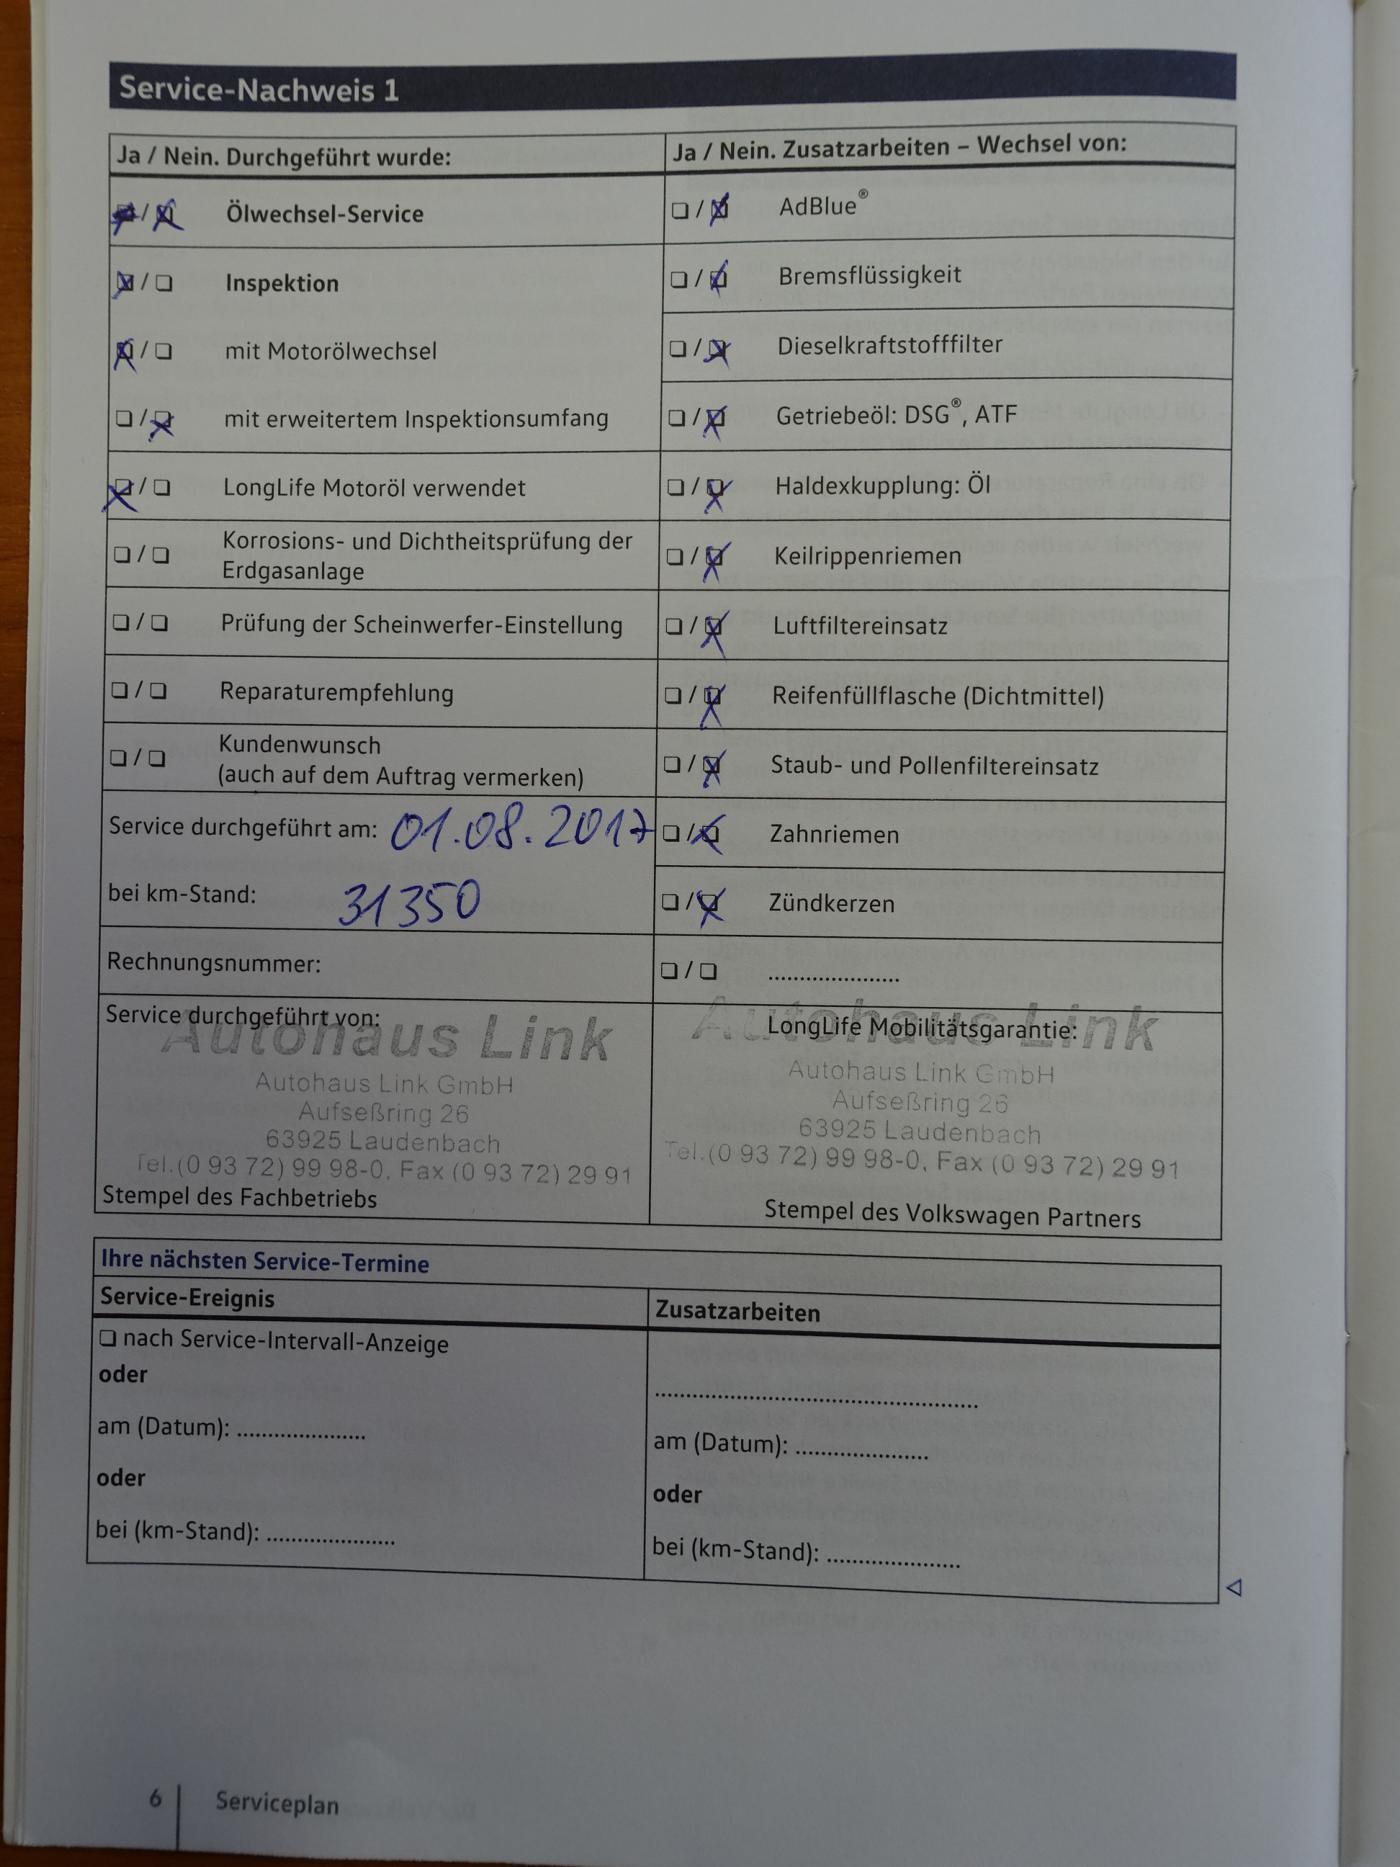 Service-Nachweis 1
Ja / Nein. Durchgeführt wurde:
☒ / ☒ Ölwechsel-Service
☒ / ☐ Inspektion
☒ / ☐ mit Motorölwechsel
☐ / ☒ mit erweitertem Inspektionsumfang
☒ / ☐ LongLife Motoröl verwendet
☐ / ☐ Korrosions- und Dichtheitsprüfung der
Erdgasanlage
☐ / ☐ Prüfung der Scheinwerfer-Einstellung
☐ / ☐ Reparaturempfehlung
☐ / ☐ Kundenwunsch
(auch auf dem Auftrag vermerken)
Service durchgeführt am: 01.08.2017
bei km-Stand: 31350
Rechnungsnummer:
Service durchgeführt von:
Autohaus Link
Autohaus Link GmbH
Aufseßring 26
63925 Laudenbach
Tel.(0 93 72) 99 98-0, Fax (0 93 72) 29 91
Stempel des Fachbetriebs
Ja / Nein. Zusatzarbeiten – Wechsel von:
☐ / ☒ AdBlue®
☐ / ☒ Bremsflüssigkeit
☐ / ☒ Dieselkraftstofffilter
☐ / ☒ Getriebeöl: DSG®, ATF
☐ / ☒ Haldexkupplung: Öl
☐ / ☒ Keilrippenriemen
☐ / ☒ Luftfiltereinsatz
☐ / ☒ Reifenfüllflasche (Dichtmittel)
☐ / ☒ Staub- und Pollenfiltereinsatz
☐ / ☒ Zahnriemen
☐ / ☒ Zündkerzen
☐ / ☐ ....................
LongLife Mobilitätsgarantie:
Autohaus Link
Autohaus Link GmbH
Aufseßring 26
63925 Laudenbach
Tel.(0 93 72) 99 98-0, Fax (0 93 72) 29 91
Stempel des Volkswagen Partners
Ihre nächsten Service-Termine
Service-Ereignis
☐ nach Service-Intervall-Anzeige
oder
am (Datum): ....................
oder
bei (km-Stand): ....................
Zusatzarbeiten
..................................................
am (Datum): ....................
oder
bei (km-Stand): ....................
6 Serviceplan